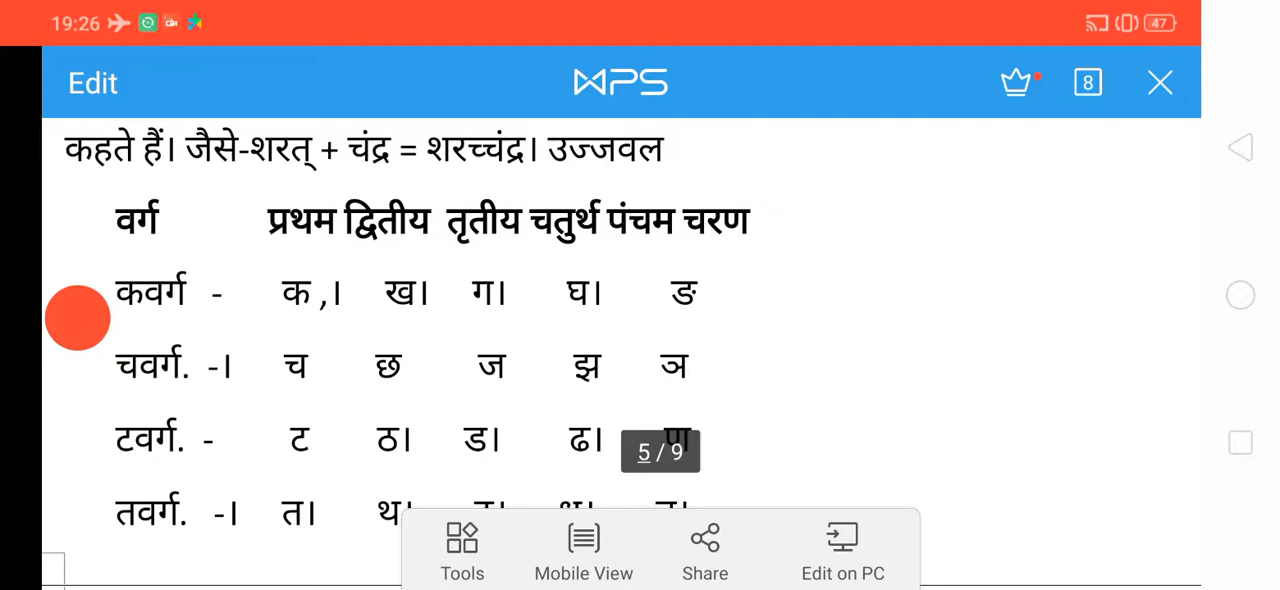 19:26 47
Edit WPS 8
कहते हैं। जैसे-शरत् + चंद्र = शरच्चंद्र। उज्जवल
वर्ग प्रथम द्वितीय तृतीय चतुर्थ पंचम चरण
कवर्ग - क ,। ख। ग। घ। ङ
चवर्ग. -। च छ ज झ ञ
टवर्ग. - ट ठ। ड। ढ। ण
5 / 9
तवर्ग. -। त। थ।
Tools Mobile View Share Edit on PC